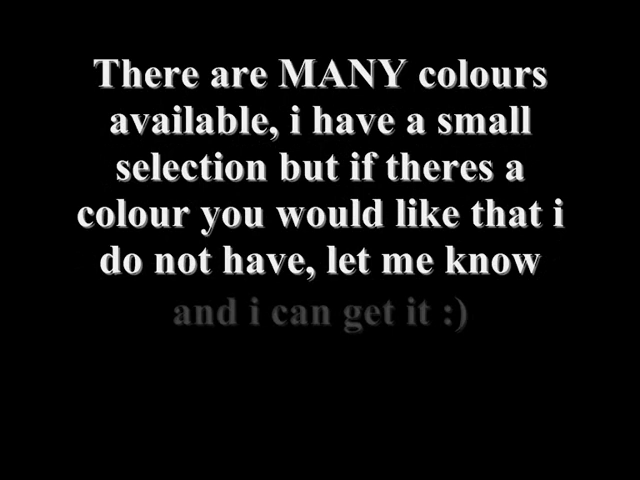 There are MANY colours
available, i have a small
selection but if theres a
colour you would like that i
do not have, let me know
and i can get it :)